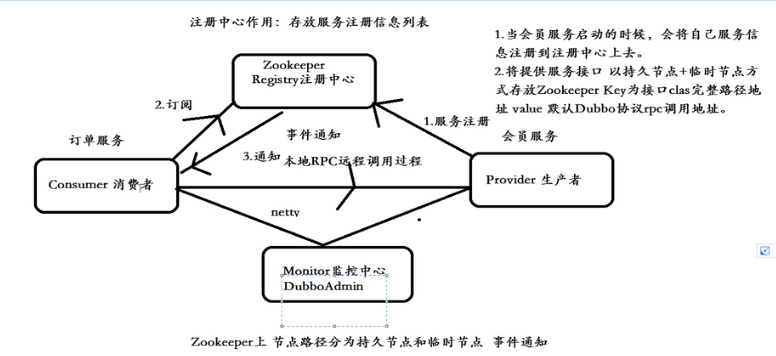 注册中心作用：存放服务注册信息列表
1.当会员服务启动的时候，会将自己服务信
息注册到注册中心上去。
2.将提供服务接口 以持久节点+临时节点方
式存放Zookeeper Key为接口clas完整路径地
址 value 默认Dubbo协议rpc调用地址。
Zookeeper
Registry注册中心
2.订阅
1.服务注册
订单服务
事件通知
会员服务
3.通知
本地RPC远程调用过程
Consumer 消费者
Provider 生产者
netty
Monitor监控中心
DubboAdmin
Zookeeper上 节点路径分为持久节点和临时节点 事件通知